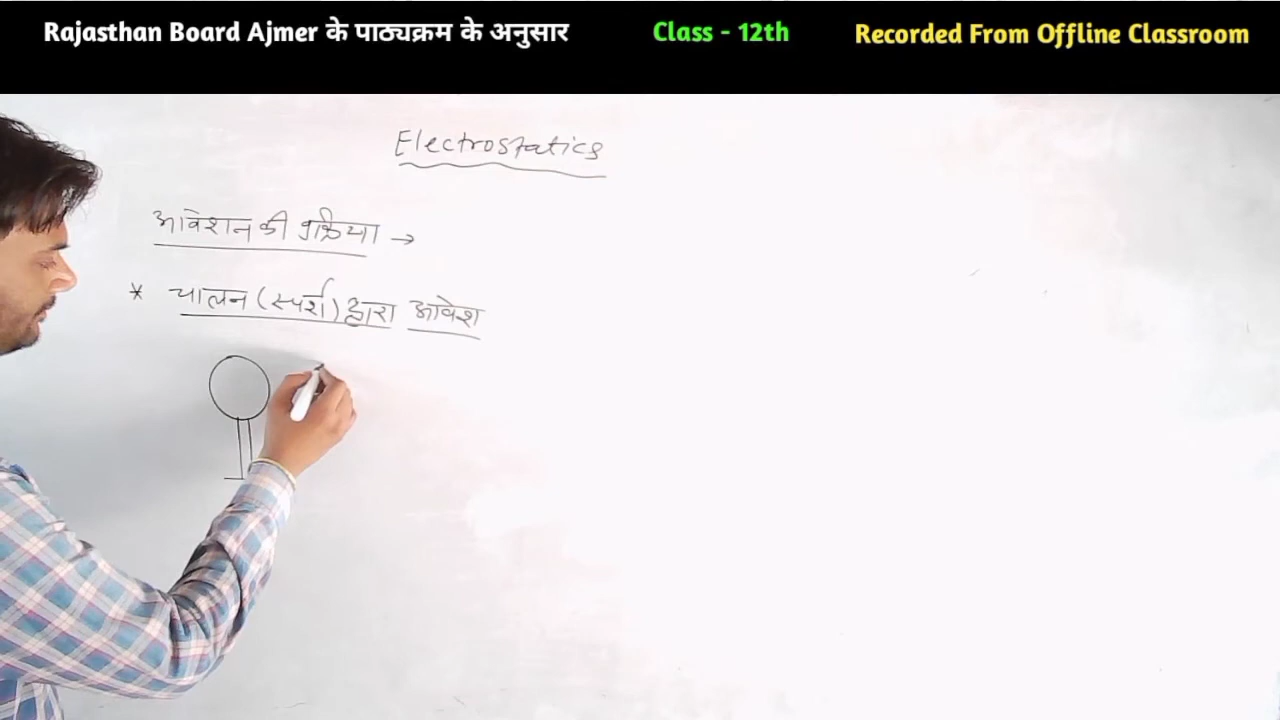 Rajasthan Board Ajmer के पाठ्यक्रम के अनुसार Class - 12th Recorded From Offline Classroom
Electrostatics
आवेशन की प्रक्रिया →
* चालन (स्पर्श) द्वारा आवेश